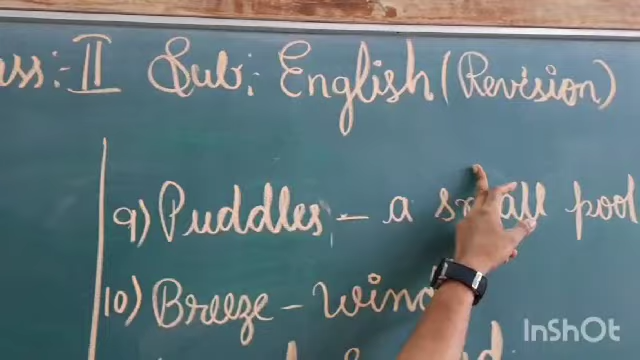 ass:- II Sub: English (Revision)
9) Puddles - a small pool
10) Breeze - wind
InShOt